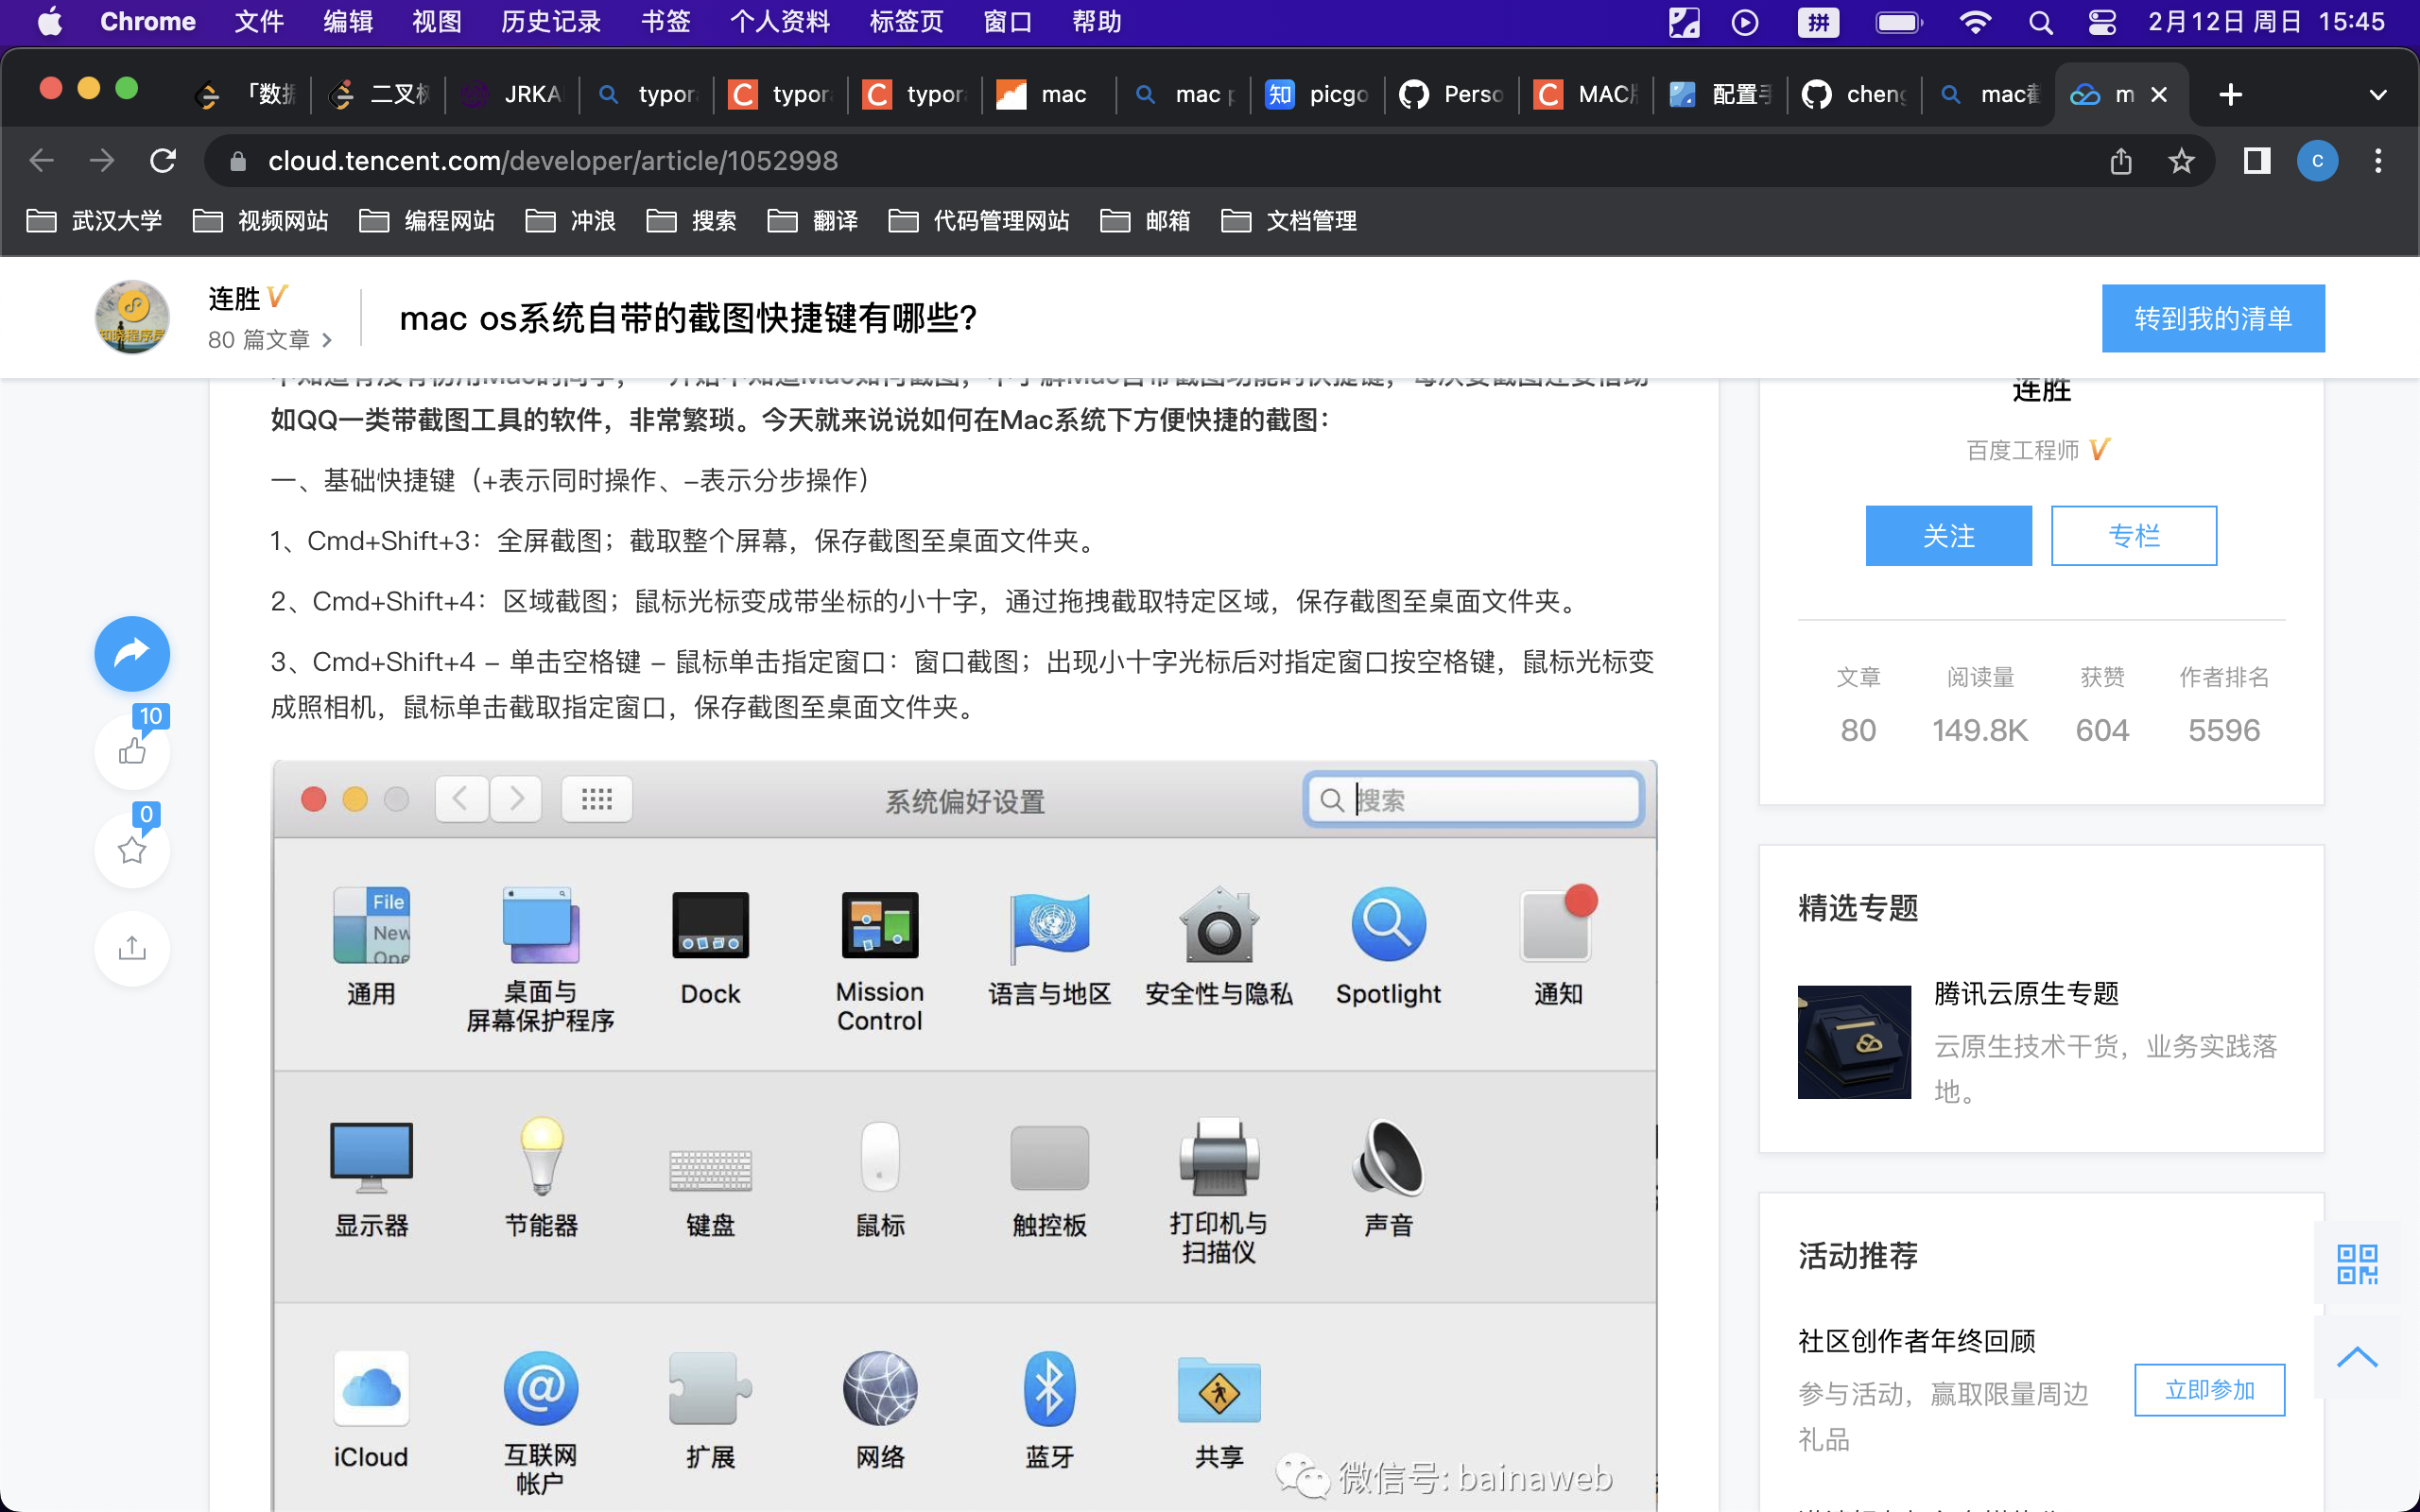 Chrome 文件 编辑 视图 历史记录 书签 个人资料 标签页 窗口 帮助 拼 2月12日 周日 15:45
「数据 二叉树 JRKA typora typora typora mac mac p picgo Perso MAC版 配置手 cheng mac截 m
cloud.tencent.com/developer/article/1052998
武汉大学 视频网站 编程网站 冲浪 搜索 翻译 代码管理网站 邮箱 文档管理
连胜
80 篇文章
mac os系统自带的截图快捷键有哪些?
转到我的清单
如QQ一类带截图工具的软件，非常繁琐。今天就来说说如何在Mac系统下方便快捷的截图：
一、基础快捷键（+表示同时操作、–表示分步操作）
1、Cmd+Shift+3：全屏截图；截取整个屏幕，保存截图至桌面文件夹。
2、Cmd+Shift+4：区域截图；鼠标光标变成带坐标的小十字，通过拖拽截取特定区域，保存截图至桌面文件夹。
3、Cmd+Shift+4 – 单击空格键 – 鼠标单击指定窗口：窗口截图；出现小十字光标后对指定窗口按空格键，鼠标光标变
成照相机，鼠标单击截取指定窗口，保存截图至桌面文件夹。
10
0
系统偏好设置
搜索
File
New
通用
桌面与
屏幕保护程序
Dock
Mission
Control
语言与地区
安全性与隐私
Spotlight
通知
显示器
节能器
键盘
鼠标
触控板
打印机与
扫描仪
声音
iCloud
互联网
帐户
扩展
网络
蓝牙
共享
微信号: bainaweb
连胜
百度工程师
关注
专栏
文章 阅读量 获赞 作者排名
80 149.8K 604 5596
精选专题
腾讯云原生专题
云原生技术干货，业务实践落
地。
活动推荐
社区创作者年终回顾
参与活动，赢取限量周边
礼品
立即参加